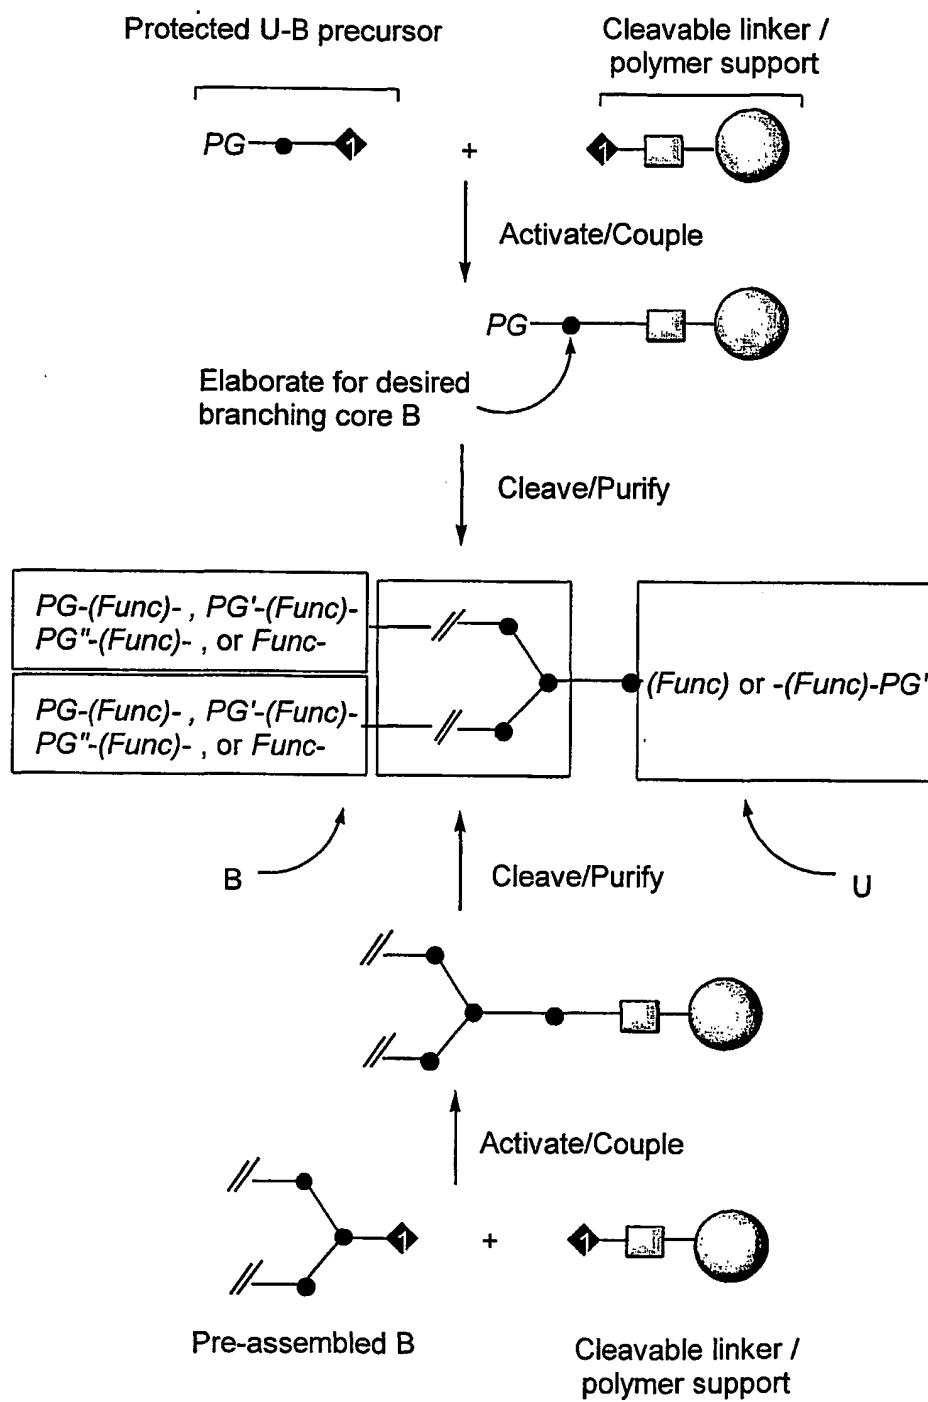 Protected U-B precursor
Cleavable linker /
polymer support
PG
1
+
1
Activate/Couple
PG
Elaborate for desired
branching core B
Cleave/Purify
PG-(Func)- , PG'-(Func)-
PG"-(Func)- , or Func-
PG-(Func)- , PG'-(Func)-
PG"-(Func)- , or Func-
(Func) or -(Func)-PG'
B
Cleave/Purify
U
Activate/Couple
1
+
1
Pre-assembled B
Cleavable linker /
polymer support